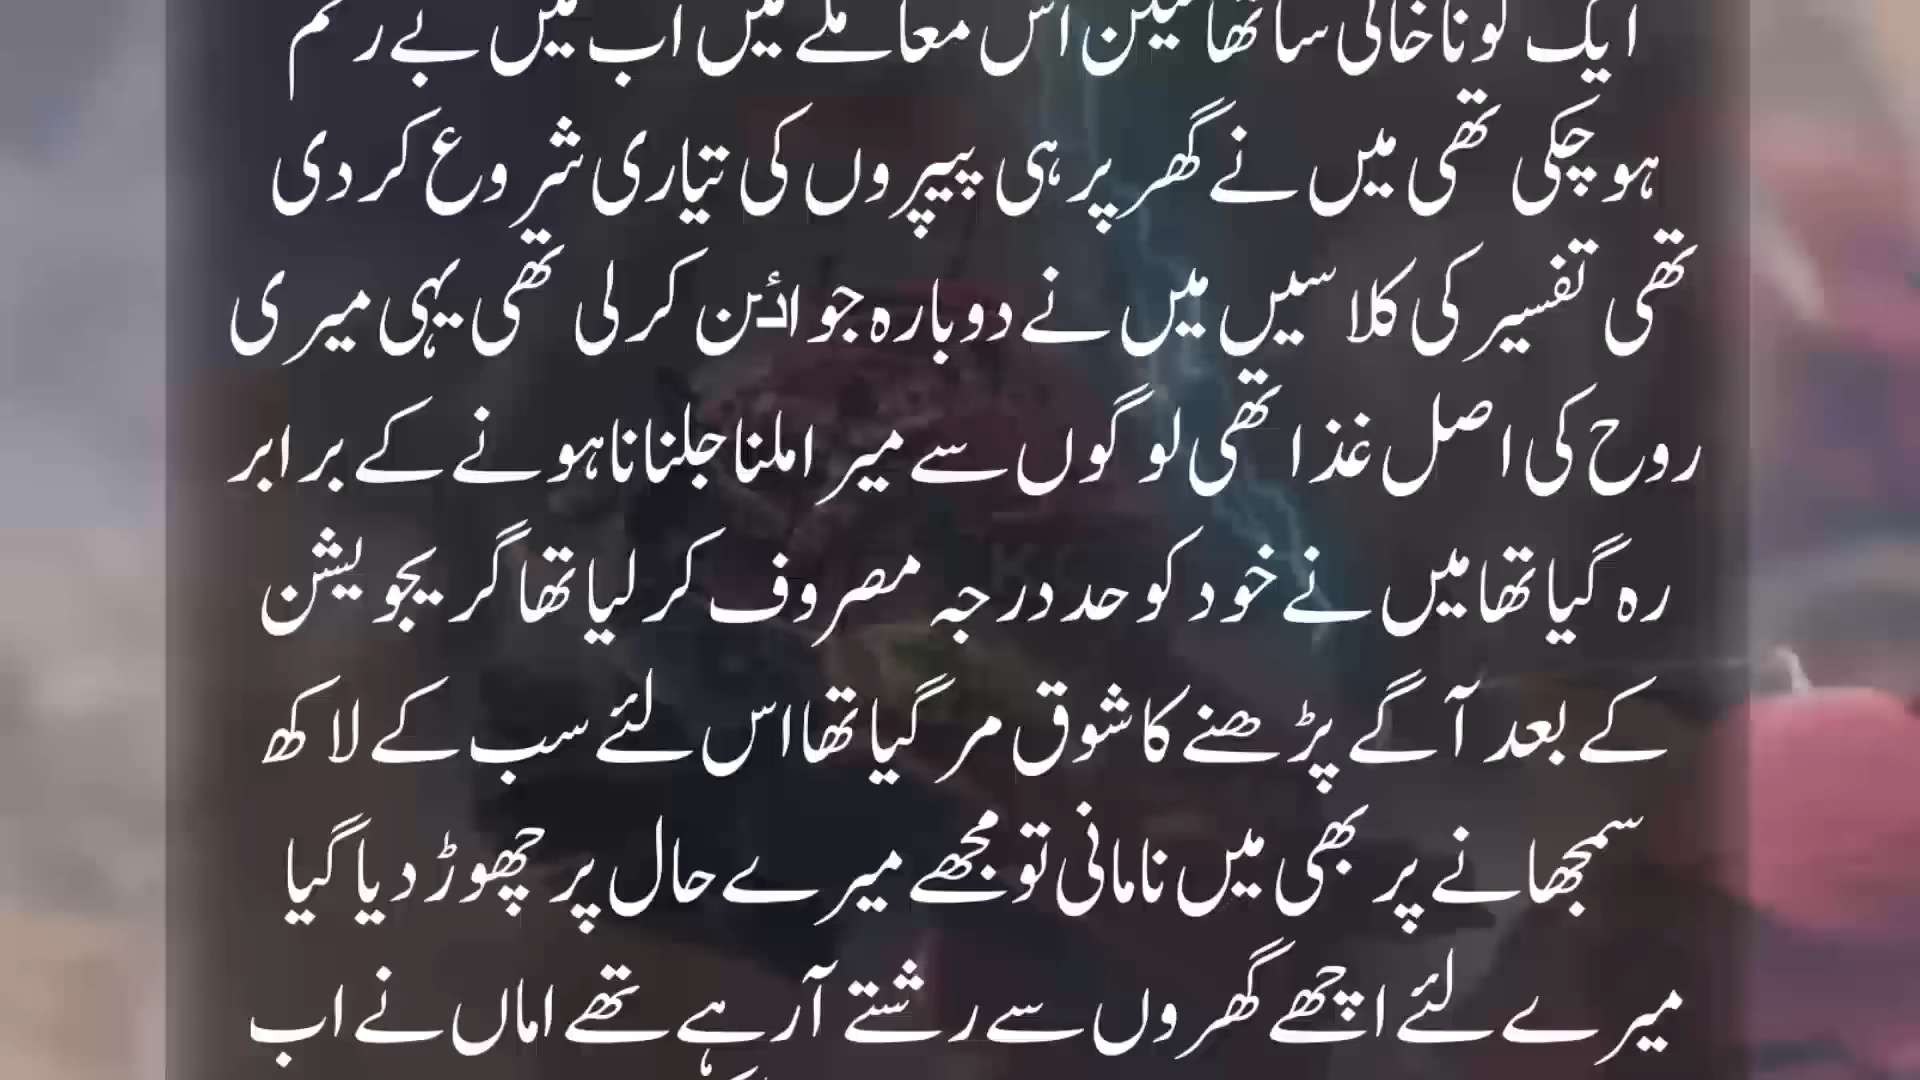 ایک کونا خالی سا تھا لیکن اس معاملے میں اب میں بے رحم
ہو چکی تھی میں نے گھر پر ہی پیپروں کی تیاری شروع کر دی
تھی تفسیر کی کلاسیں میں نے دوبارہ جوائن کر لی تھی یہی میری
روح کی اصل غذا تھی لوگوں سے میرا ملنا جلنا نا ہونے کے برابر
رہ گیا تھا میں نے خود کو حد درجہ مصروف کر لیا تھا گریجویشن
کے بعد آگے پڑھنے کا شوق مر گیا تھا اس لئے سب کے لاکھ
سمجھانے پر بھی میں نا مانی تو مجھے میرے حال پر چھوڑ دیا گیا
میرے لئے اچھے گھروں سے رشتے آ رہے تھے اماں نے اب